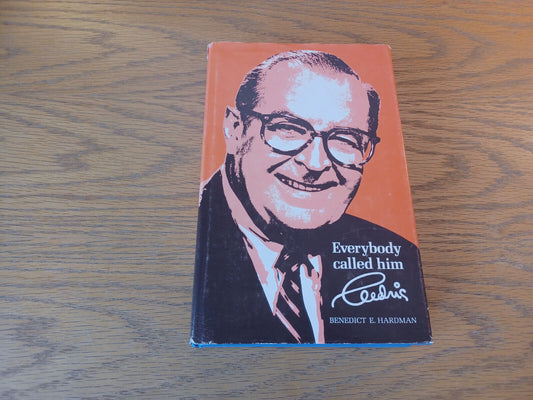 Everybody
called him
Cedric
BENEDICT E. HARDMAN